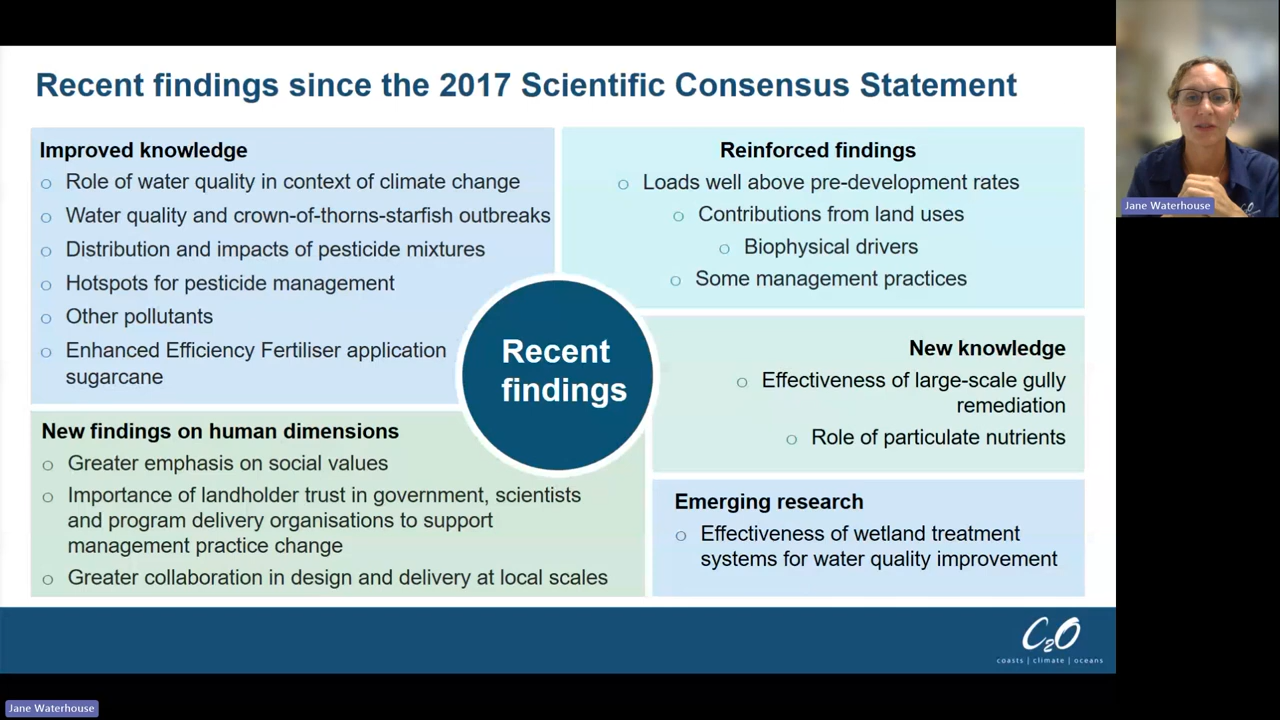 Recent findings since the 2017 Scientific Consensus Statement
Improved knowledge
Role of water quality in context of climate change
Water quality and crown-of-thorns-starfish outbreaks
Distribution and impacts of pesticide mixtures
Hotspots for pesticide management
Other pollutants
Enhanced Efficiency Fertiliser application
sugarcane
Reinforced findings
Loads well above pre-development rates
Contributions from land uses
Biophysical drivers
Some management practices
Recent
findings
New knowledge
Effectiveness of large-scale gully
remediation
Role of particulate nutrients
New findings on human dimensions
Greater emphasis on social values
Importance of landholder trust in government, scientists
and program delivery organisations to support
management practice change
Greater collaboration in design and delivery at local scales
Emerging research
Effectiveness of wetland treatment
systems for water quality improvement
C2O
coasts | climate | oceans
Jane Waterhouse
Jane Waterhouse